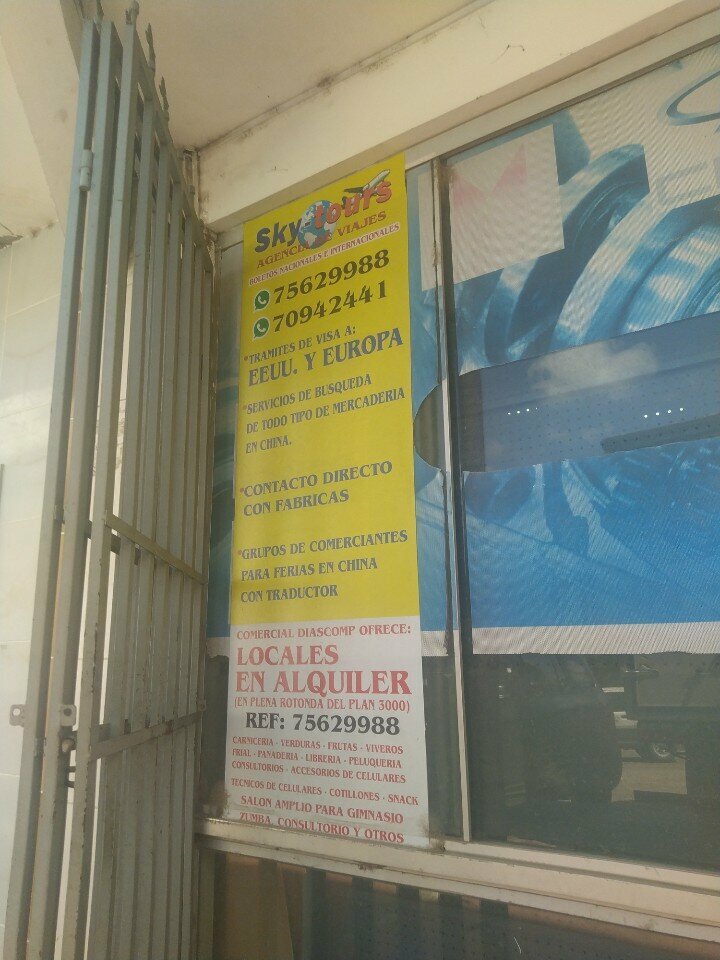 Sky tours
AGENCIA VIAJES
BOLETOS NACIONALES E INTERNACIONALES
75629988
70942441
*TRAMITES DE VISA A:
EEUU. Y EUROPA
*SERVICIOS DE BUSQUEDA
DE TODO TIPO DE MERCADERIA
EN CHINA.
*CONTACTO DIRECTO
CON FABRICAS
*GRUPOS DE COMERCIANTES
PARA FERIAS EN CHINA
CON TRADUCTOR
COMERCIAL DIASCOMP OFRECE:
LOCALES
EN ALQUILER
(EN PLENA ROTONDA DEL PLAN 3000)
REF: 75629988
CARNICERIA - VERDURAS - FRUTAS - VIVEROS
FRIAL - PANADERIA - LIBRERIA - PELUQUERIA
CONSULTORIOS - ACCESORIOS DE CELULARES
TECNICOS DE CELULARES - COTILLONES - SNACK
SALON AMPLIO PARA GIMNASIO
ZUMBA, CONSULTORIO Y OTROS